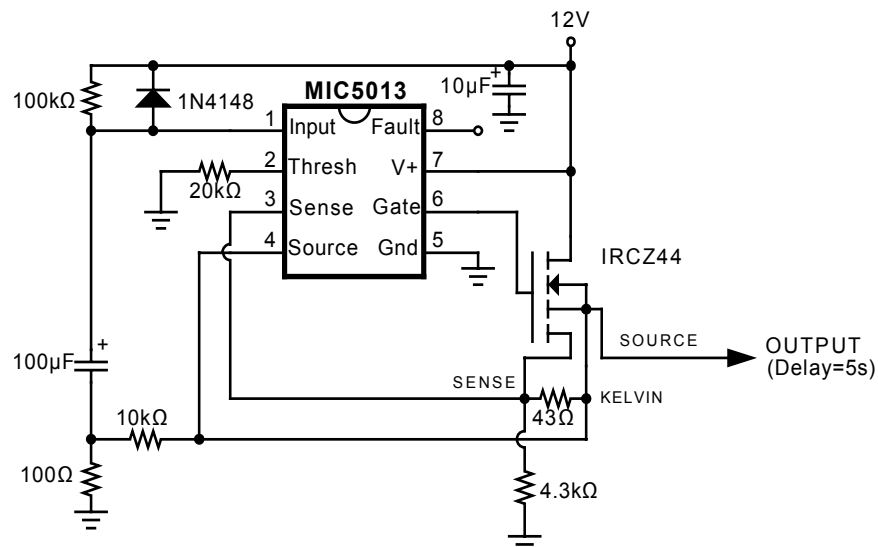 12V
+
10µF
100kΩ
1N4148
MIC5013
1 Input Fault 8
2 Thresh V+ 7
20kΩ
3 Sense Gate 6
4 Source Gnd 5
IRCZ44
+
100µF
SOURCE
OUTPUT
(Delay=5s)
SENSE
KELVIN
43Ω
10kΩ
100Ω
4.3kΩ